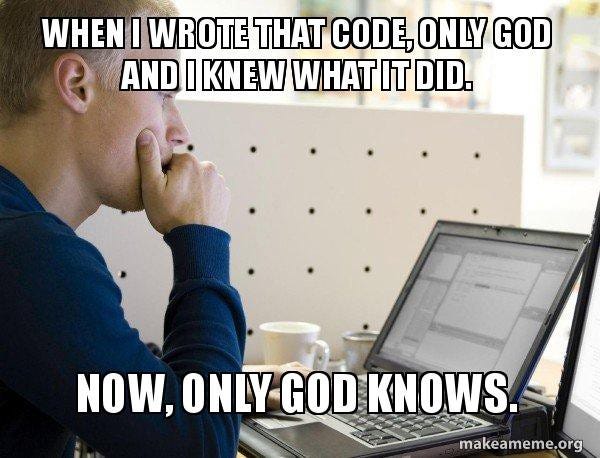 WHEN I WROTE THAT CODE, ONLY GOD
AND I KNEW WHAT IT DID.
NOW, ONLY GOD KNOWS.
makeameme.org